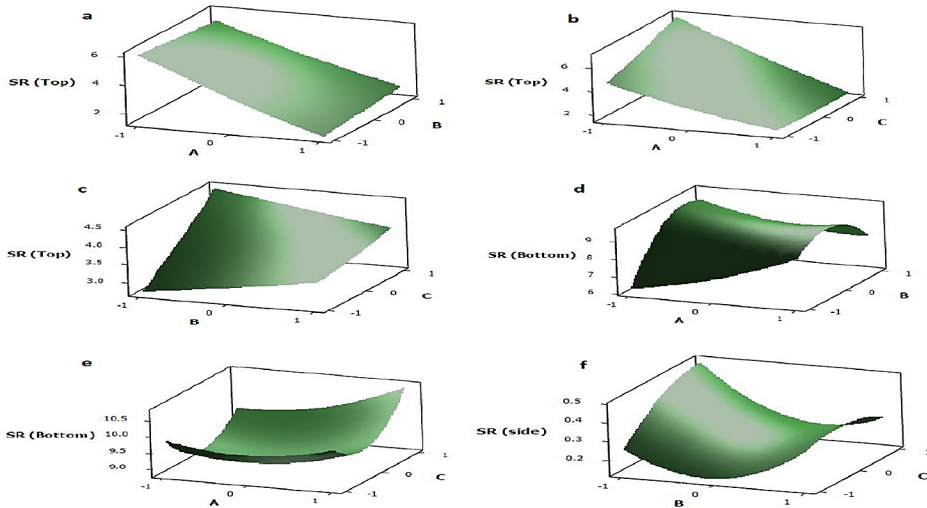 a
6
SR (Top) 4
2
-1 0 1
A
-1 0 1
B
b
6
SR (Top)
4
2
-1 0 1
A
-1 0 1
C
c
4.5
4.0
SR (Top)
3.5
3.0
-1 0 1
B
-1 0 1
C
d
9
SR (Bottom) 8
7
6
-1 0 1
A
-1 0 1
B
e
10.5
SR (Bottom) 10.0
9.5
9.0
-1 0 1
A
-1 0 1
C
f
0.5
0.4
SR (side)
0.3
0.2
-1 0 1
B
-1 0 1
C